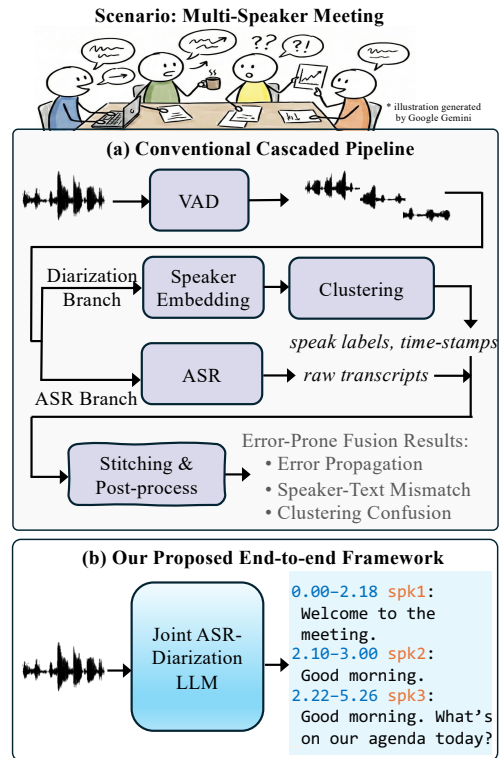 Scenario: Multi-Speaker Meeting
??
?!
* illustration generated
by Google Gemini
(a) Conventional Cascaded Pipeline
VAD
Diarization
Branch
Speaker
Embedding
Clustering
speak labels, time-stamps
ASR Branch
ASR
raw transcripts
Stitching &
Post-process
Error-Prone Fusion Results:
• Error Propagation
• Speaker-Text Mismatch
• Clustering Confusion
(b) Our Proposed End-to-end Framework
Joint ASR-
Diarization
LLM
0.00–2.18 spk1:
Welcome to the
meeting.
2.10–3.00 spk2:
Good morning.
2.22–5.26 spk3:
Good morning. What's
on our agenda today?